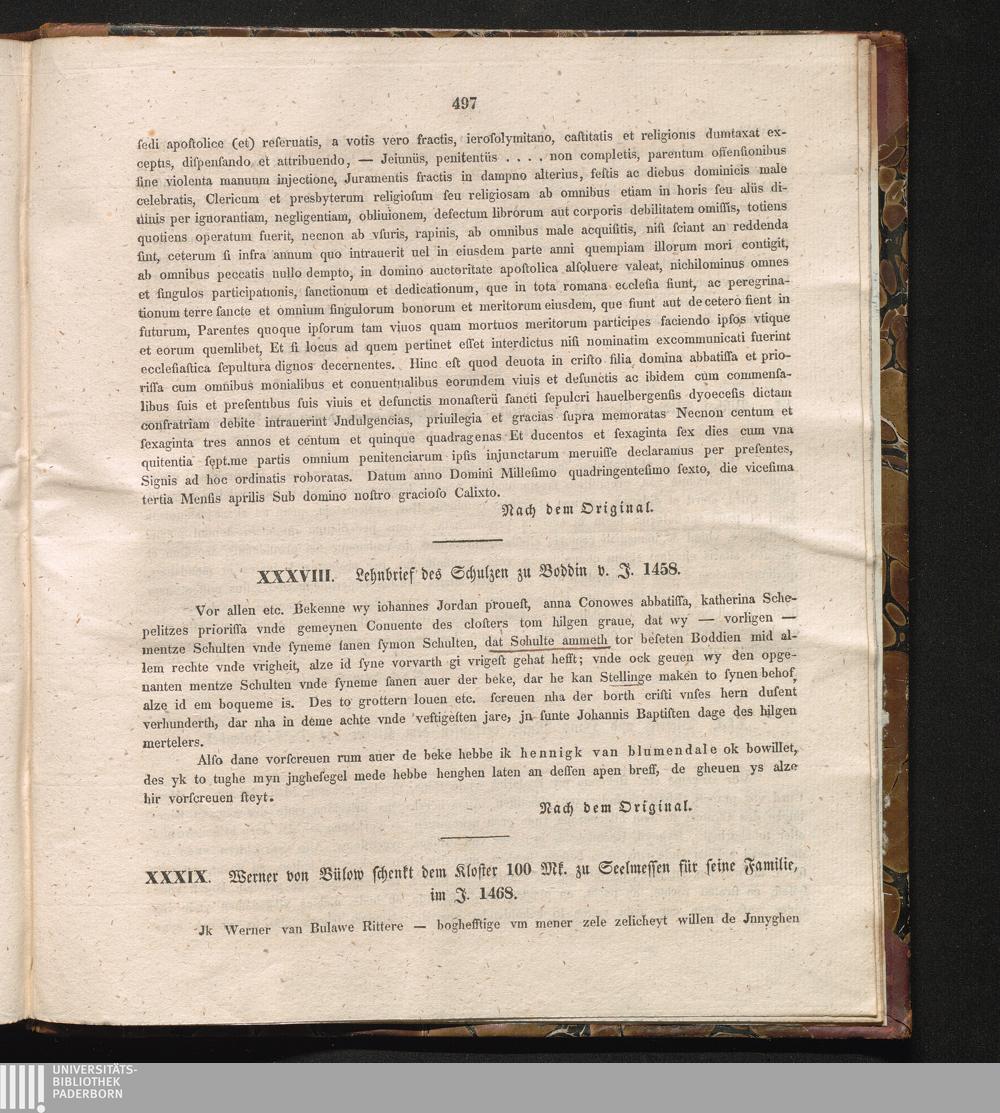 497
ſedi apoſtolice (et) reſeruatis, a votis vero fractis, ieroſolymitano, caſtitatis et religionis dumtaxat ex-
ceptis, diſpenſando et attribuendo, — Jeiuniis, penitentiis . . . . non completis, parentum offenſionibus
ſine violenta manuum injectione, Juramentis fractis in dampno alterius, feſtis ac diebus dominicis male
celebratis, Clericum et presbyterum religioſum ſeu religiosam ab omnibus etiam in horis ſeu aliis di-
uinis per ignorantiam, negligentiam, obliuionem, defectum librorum aut corporis debilitatem omiſſis, totiens
quotiens operatum fuerit, necnon ab vſuris, rapinis, ab omnibus male acquiſitis, niſi ſciant an reddenda
ſint, ceterum ſi infra annum quo intrauerit uel in eiusdem parte anni quempiam illorum mori contigit,
ab omnibus peccatis nullo dempto, in domino auctoritate apoſtolica alſoluere valeat, nichilominus omnes
et ſingulos participationis, ſanctionum et dedicationum, que in tota romana eccleſia fiunt, ac peregrina-
tionum terre ſancte et omnium ſingulorum bonorum et meritorum eiusdem, que fiunt aut de cetero fient in
futurum, Parentes quoque ipſorum tam viuos quam mortuos meritorum participes faciendo ipſos vtique
et eorum quemlibet, Et ſi locus ad quem pertinet eſſet interdictus niſi nominatim excommunicati fuerint
eccleſiaſtica ſepultura dignos decernentes. Hinc eſt quod deuota in criſto filia domina abbatiſſa et prio-
riſſa cum omnibus monialibus et conuentualibus eorundem viuis et defunctis ac ibidem cum commenſa-
libus ſuis et preſentibus ſuis viuis et defunctis monaſterii ſancti ſepulcri hauelbergenſis dyoeceſis dictam
confratriam debite intrauerint Jndulgencias, priuilegia et gracias ſupra memoratas Necnon centum et
ſexaginta tres annos et centum et quinque quadragenas Et ducentos et ſexaginta ſex dies cum vna
quitentia ſept.me partis omnium penitenciarum ipſis injunctarum meruiſſe declaramus per preſentes,
Signis ad hoc ordinatis roboratas. Datum anno Domini Milleſimo quadringenteſimo ſexto, die viceſima
tertia Menſis aprilis Sub domino noſtro gracioſo Calixto.
Nach dem Original.
XXXVIII. Lehnbrief des Schulzen zu Boddin v. J. 1458.
Vor allen etc. Bekenne wy iohannes Jordan proueſt, anna Conowes abbatiſſa, katherina Sche-
pelitzes prioriſſa vnde gemeynen Conuente des cloſters tom hilgen graue, dat wy — vorligen —
mentze Schulten vnde ſyneme ſanen ſymon Schulten, dat Schulte ammeth tor beſeten Boddien mid al-
lem rechte vnde vrigheit, alze id ſyne vorvarth gi vrigeſt gehat hefft; vnde ock geuen wy den opge-
nanten mentze Schulten vnde ſyneme ſanen auer der beke, dar he kan Stellinge maken to ſynen behof,
alze id em boqueme is. Des to grottern louen etc. ſcreuen nha der borth criſti vnſes hern duſent
verhunderth, dar nha in deme achte vnde veſtigeſten jare, jn ſunte Johannis Baptiſten dage des hilgen
mertelers.
Alſo dane vorſcreuen rum auer de beke hebbe ik hennigk van blumendale ok bowillet,
des yk to tughe myn jngheſegel mede hebbe henghen laten an deſſen apen breff, de gheuen ys alze
hir vorſcreuen ſteyt.
Nach dem Original.
XXXIX. Werner von Bülow ſchenkt dem Kloſter 100 Mk. zu Seelmeſſen für ſeine Familie,
im J. 1468.
Jk Werner van Bulawe Rittere — boghefftige vm mener zele zelicheyt willen de Jnnyghen
UNIVERSITÄTS-
BIBLIOTHEK
PADERBORN